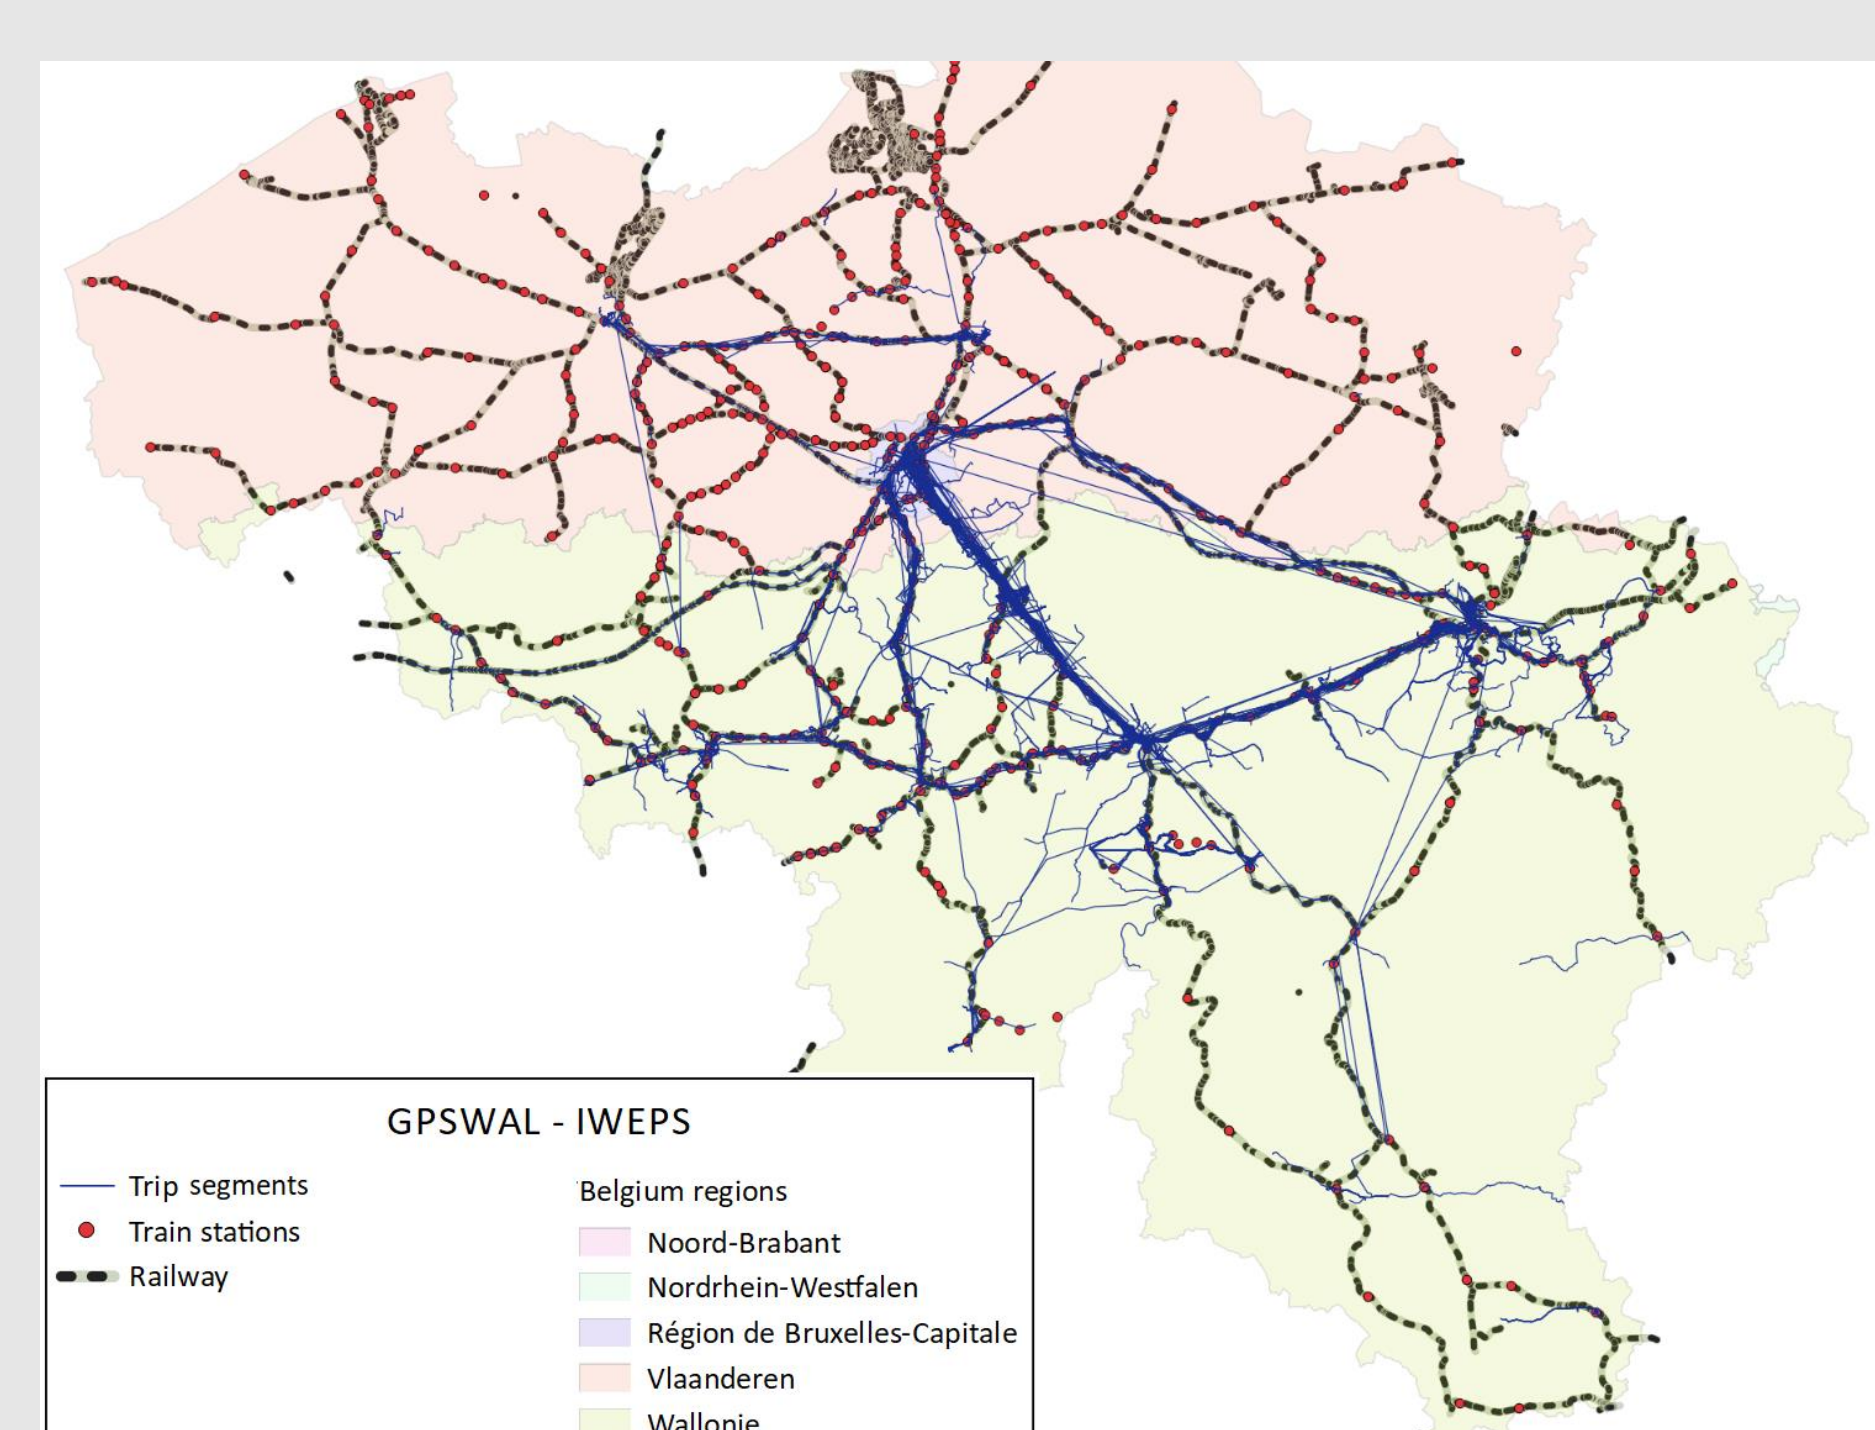 GPSWAL - IWEPS
Trip segments
Train stations
Railway
Belgium regions
Noord-Brabant
Nordrhein-Westfalen
Région de Bruxelles-Capitale
Vlaanderen
Wallonie